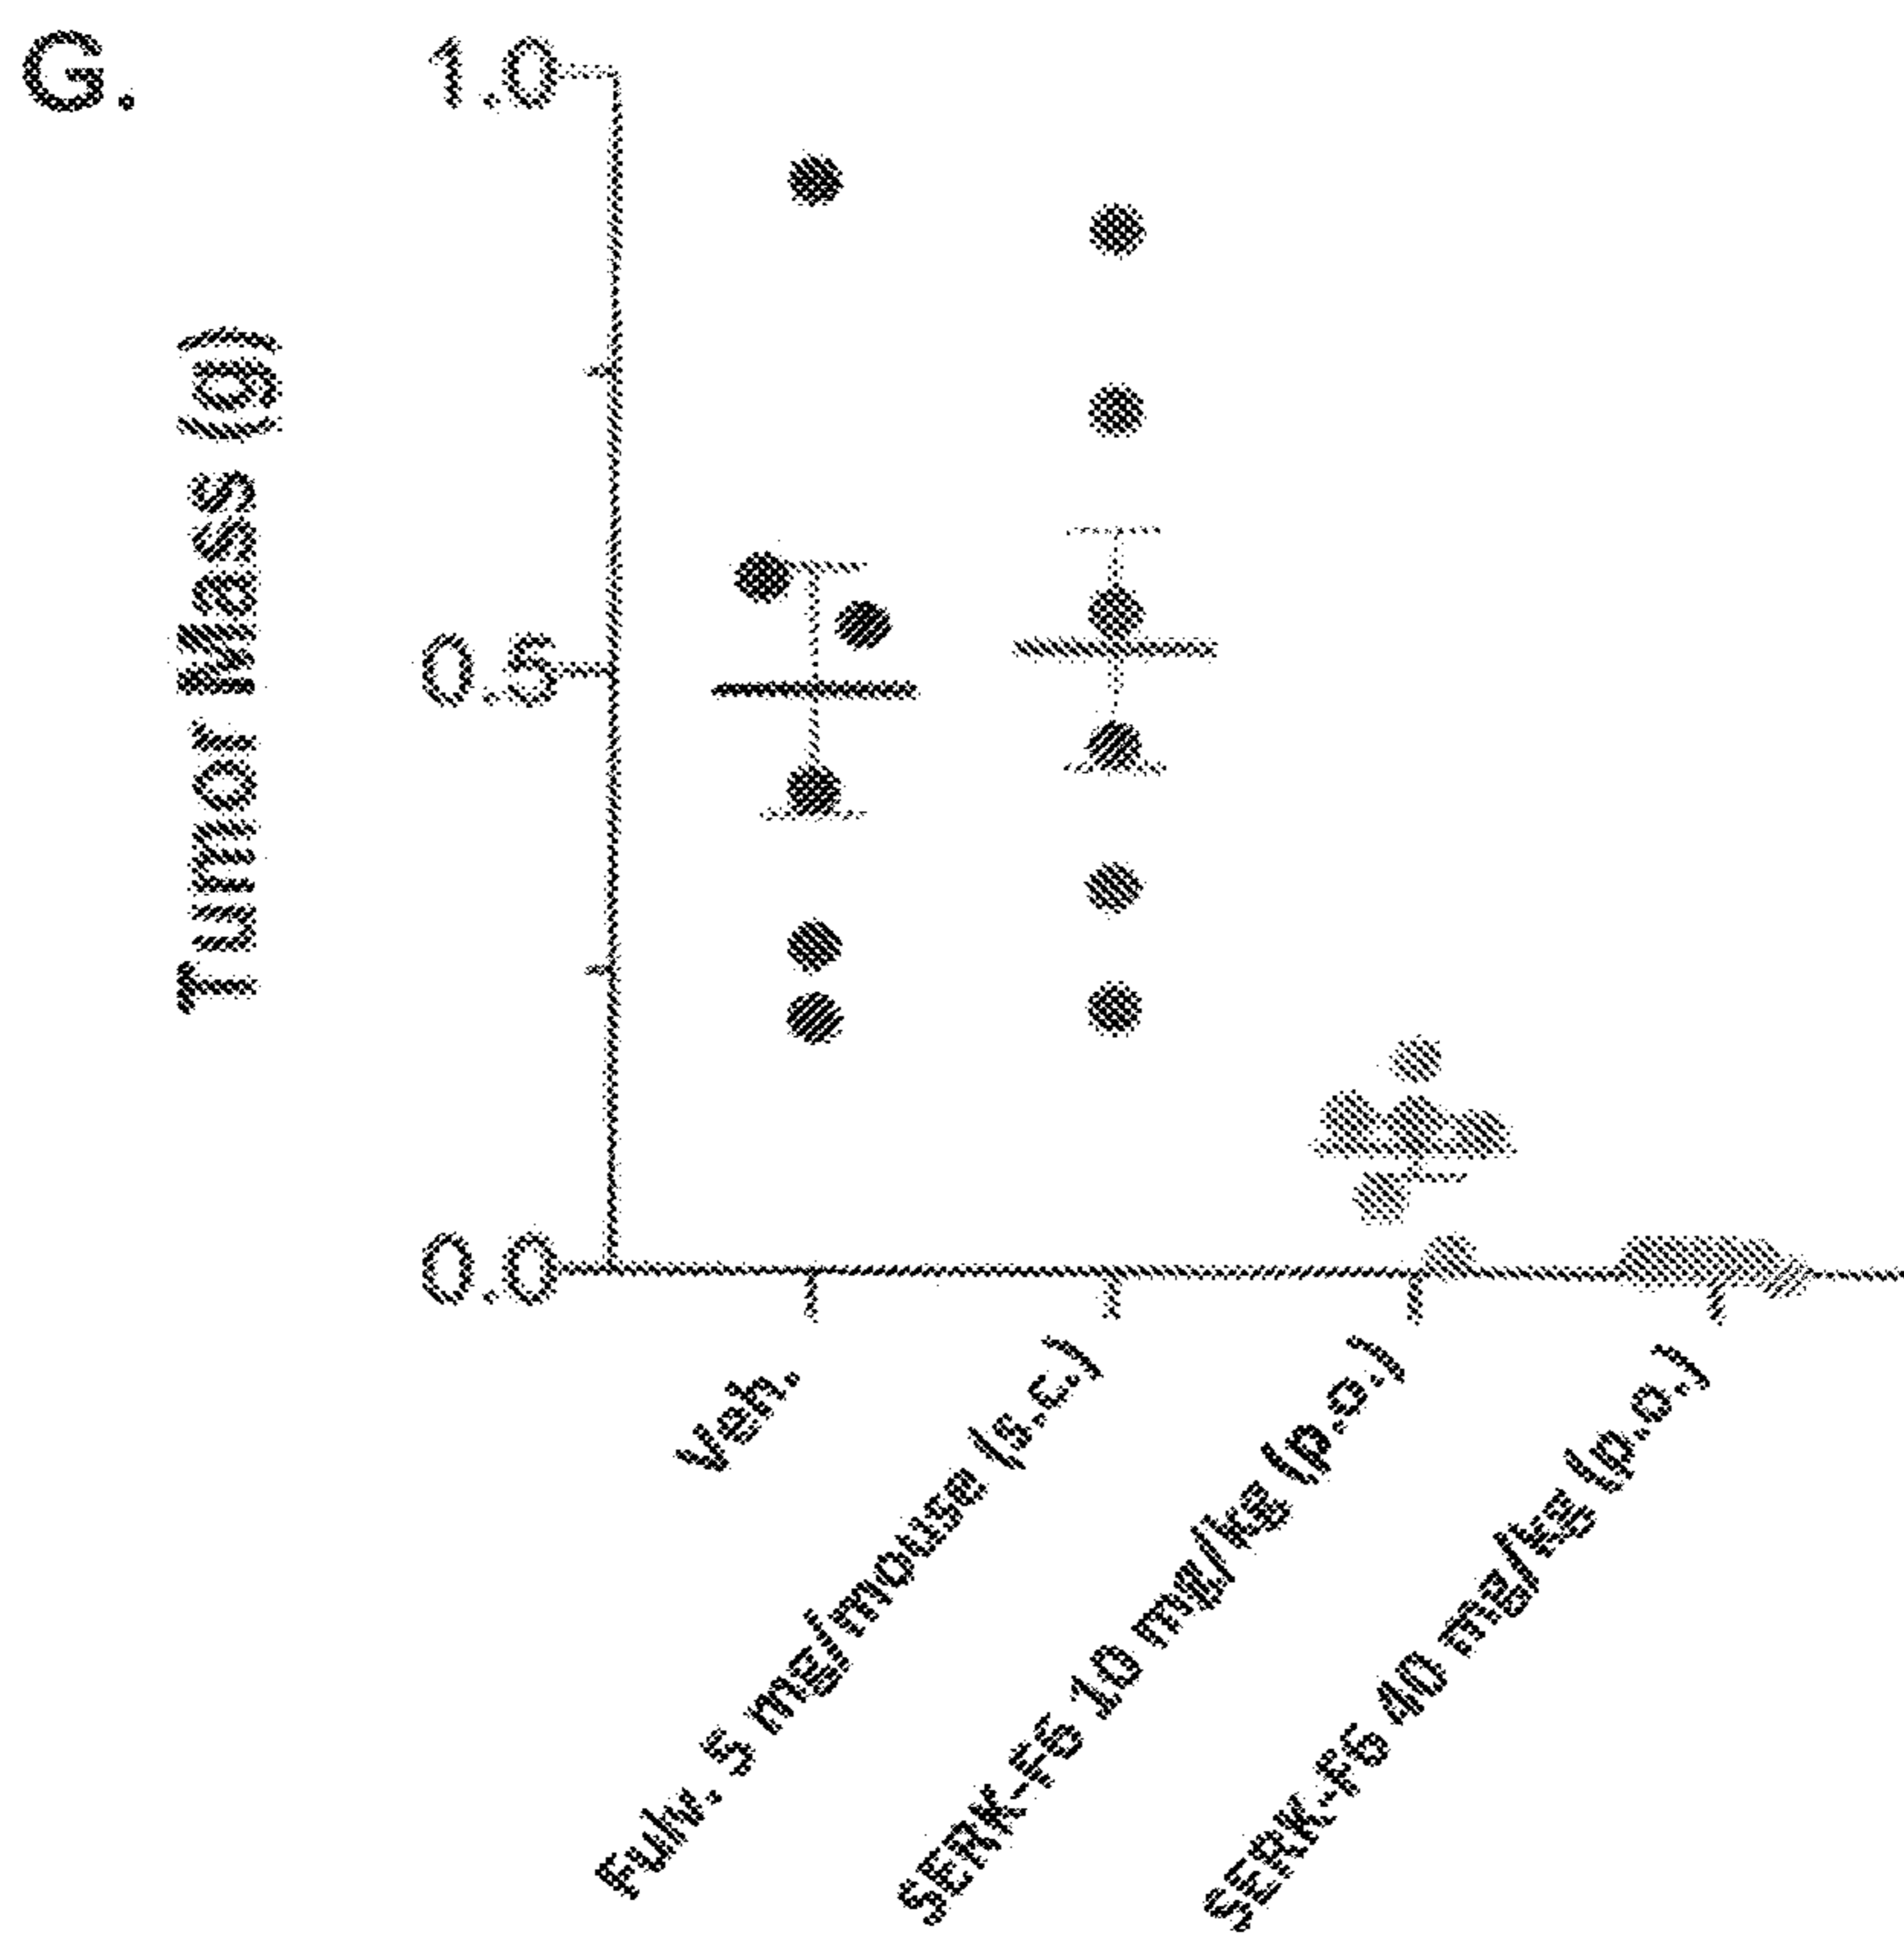 G.
1.0
Tumor Mass (g)
0.5
0.0
Veh.
Fulv. 5 mg/mouse (s.c.)
SERK-F6 10 mg/kg (p.o.)
SERK-F6 40 mg/kg (p.o.)